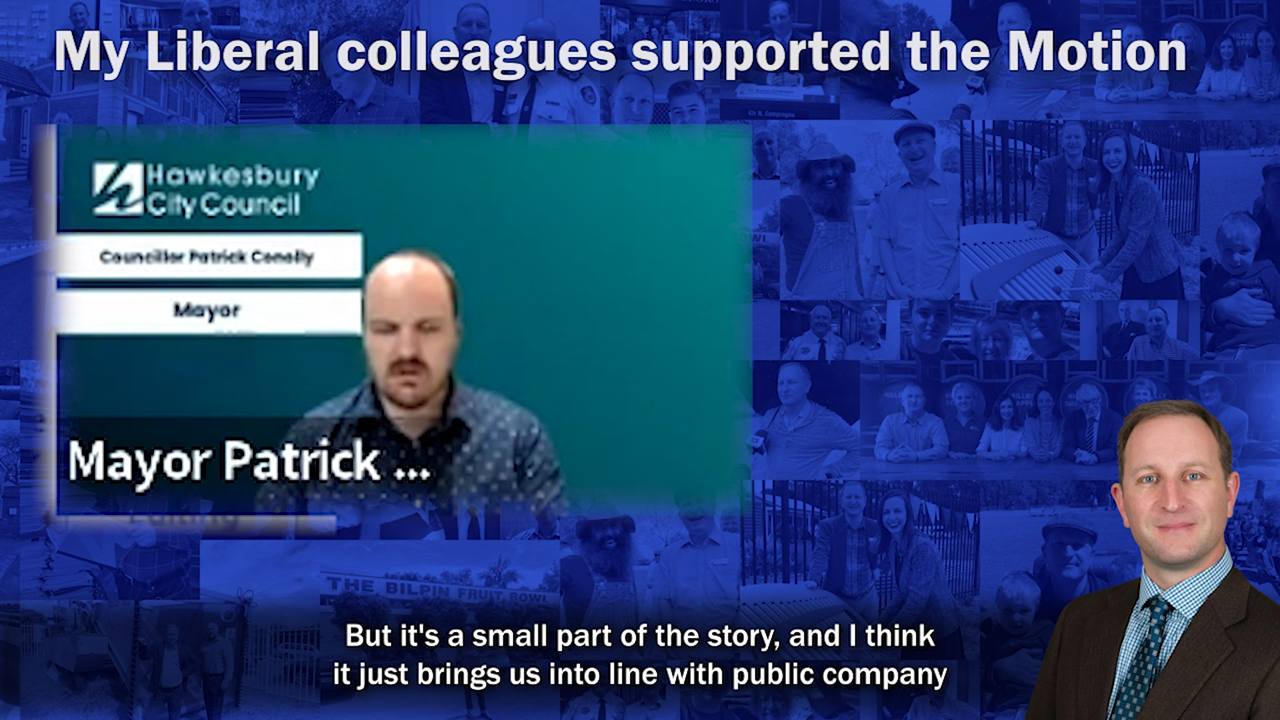 My Liberal colleagues supported the Motion
Hawkesbury
City Council
Councillor Patrick Conolly
Mayor
Mayor Patrick ...
THE BILPIN FRUIT BOWL
But it's a small part of the story, and I think
it just brings us into line with public company